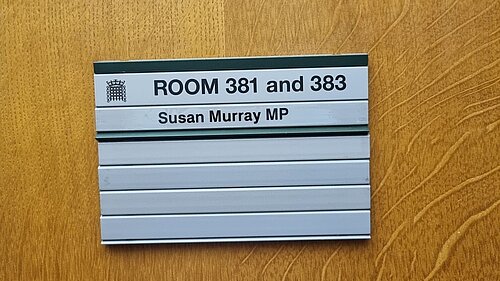 ROOM 381 and 383
Susan Murray MP